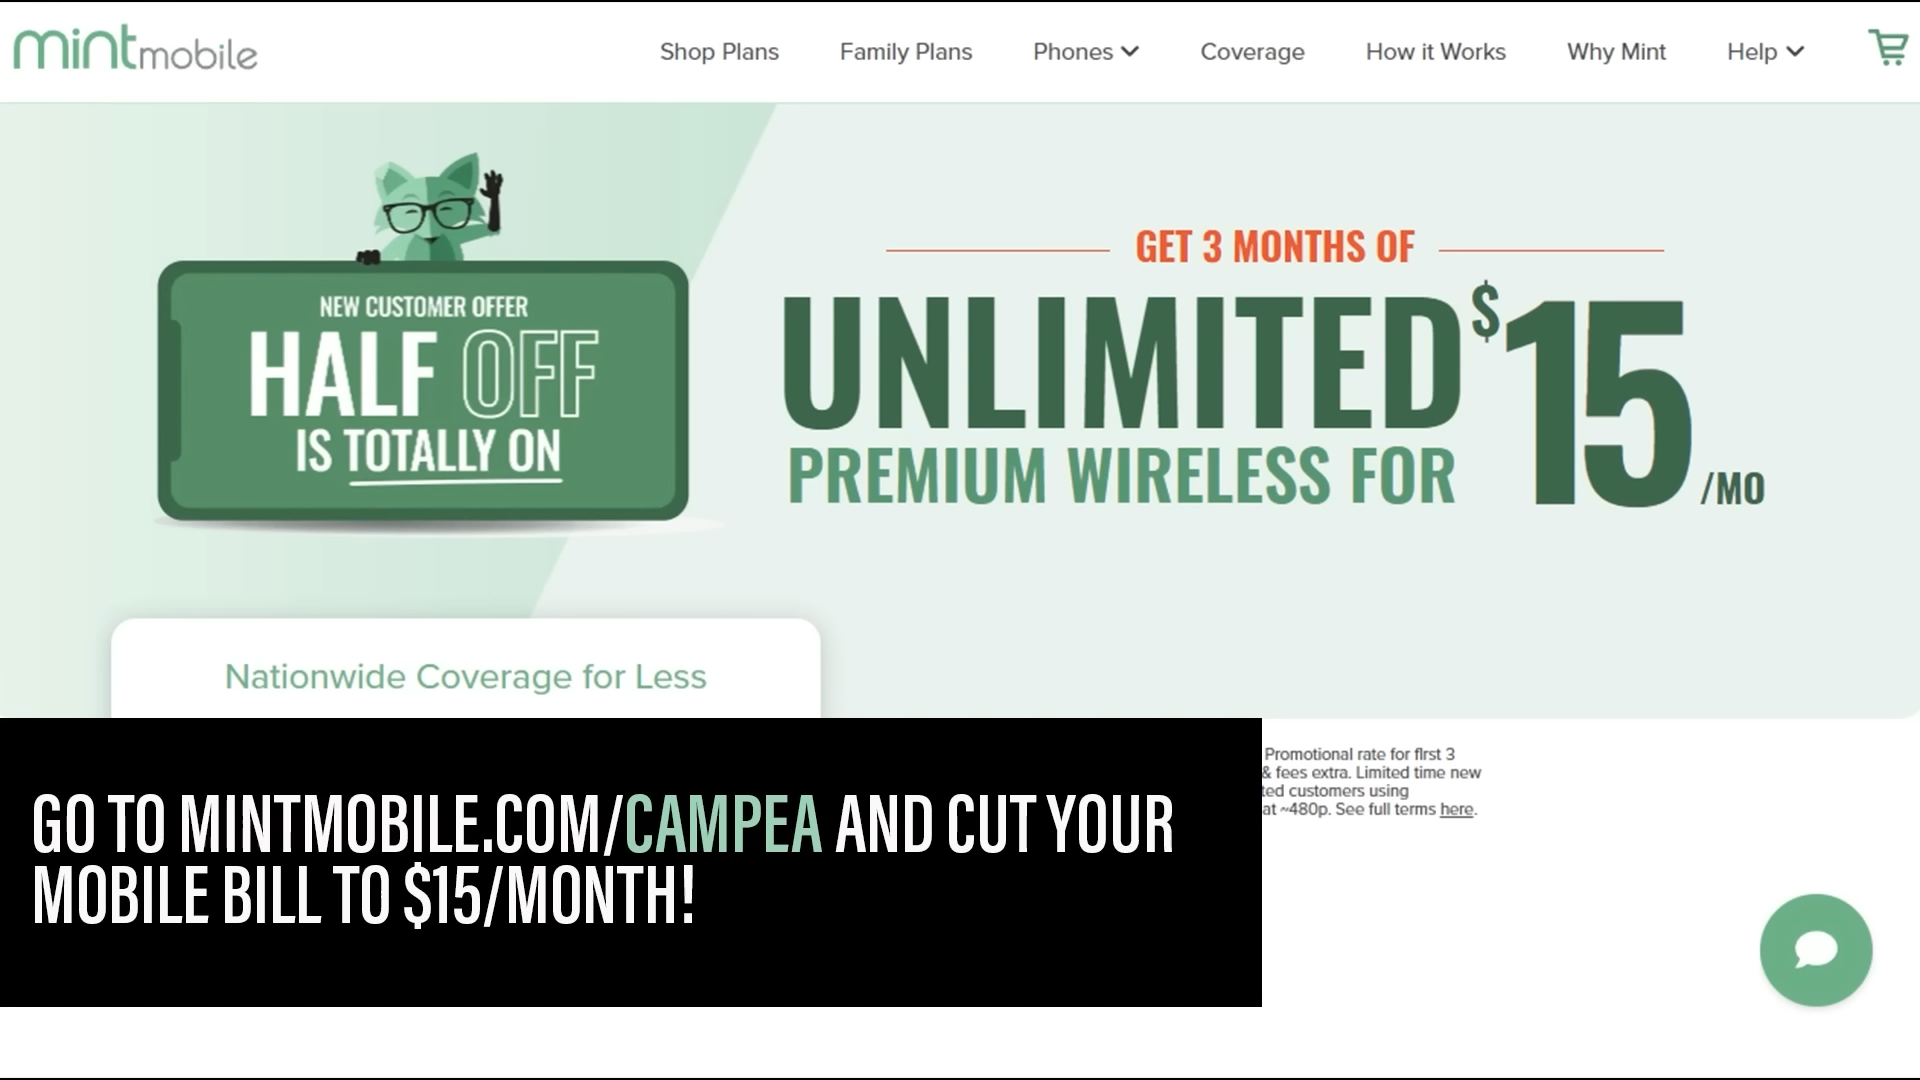 mintmobile
Shop Plans Family Plans Phones Coverage How it Works Why Mint Help
NEW CUSTOMER OFFER
HALF OFF
IS TOTALLY ON
GET 3 MONTHS OF
UNLIMITED
PREMIUM WIRELESS FOR
$15/MO
Nationwide Coverage for Less
Promotional rate for first 3
& fees extra. Limited time new
ted customers using
at ~480p. See full terms here.
GO TO MINTMOBILE.COM/CAMPEA AND CUT YOUR
MOBILE BILL TO $15/MONTH!